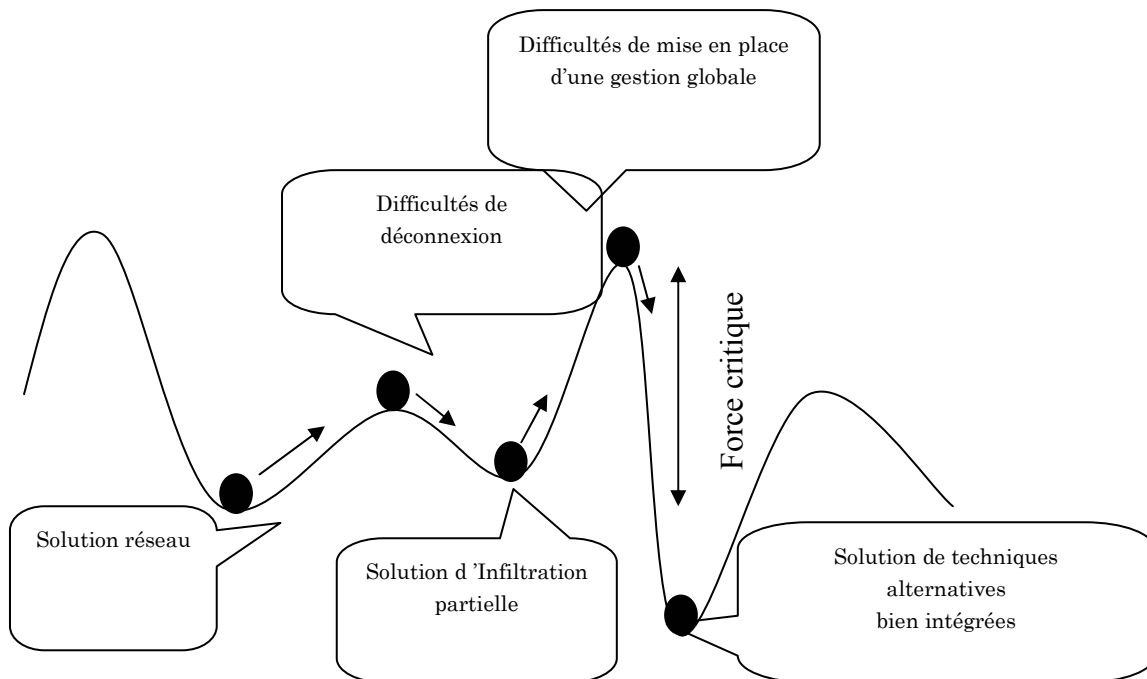 Difficultés de mise en place
d'une gestion globale
Difficultés de
déconnexion
Force critique
Solution réseau
Solution d 'Infiltration
partielle
Solution de techniques
alternatives
bien intégrées